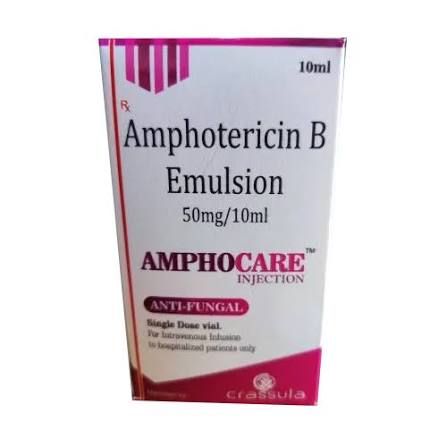 10ml
Rx
Amphotericin B
Emulsion
50mg/10ml
AMPHOCARE™
INJECTION
ANTI-FUNGAL
Single Dose vial.
For Intravenous Infusion
to hospitalized patients only
crassula